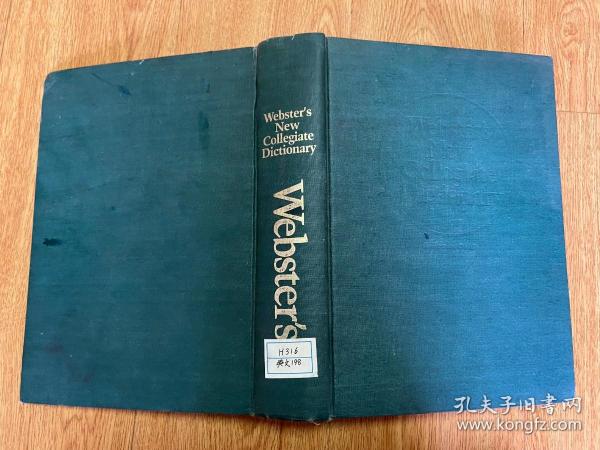 Webster's
New
Collegiate
Dictionary
Webster's
H316
英文198
孔夫子旧书网
www.kongfz.com